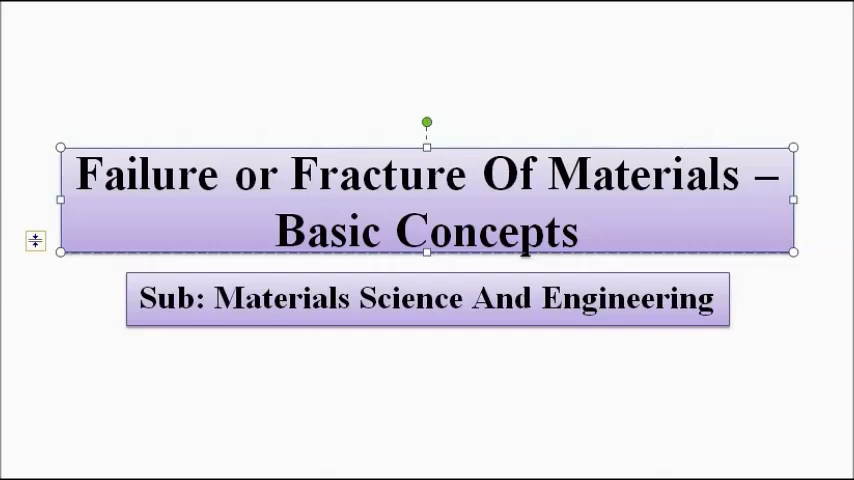 Failure or Fracture Of Materials –
Basic Concepts
Sub: Materials Science And Engineering